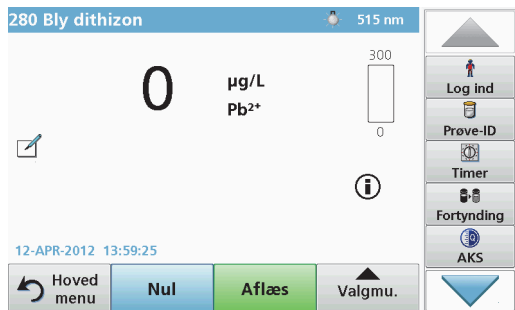 280 Bly dithizon
515 nm
0
µg/L
Pb²⁺
300
0
12-APR-2012 13:59:25
Hoved menu
Nul
Aflæs
Valgmu.
Log ind
Prøve-ID
Timer
Fortynding
AKS